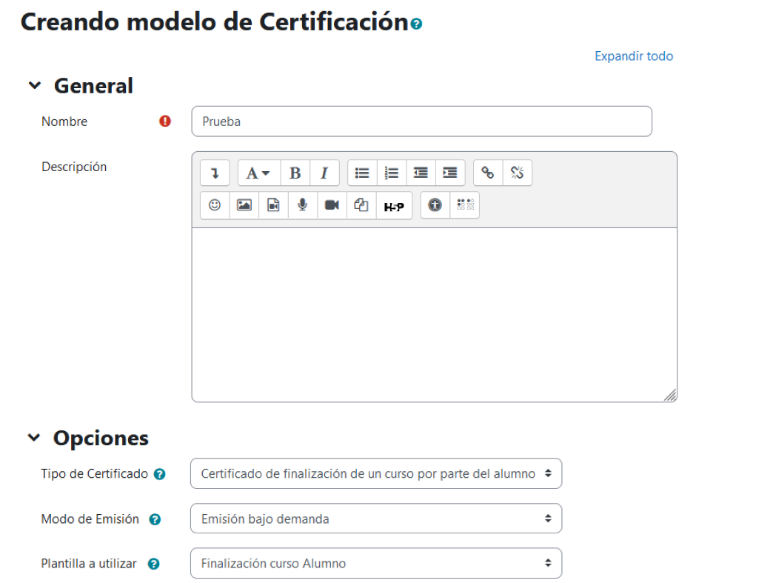 Creando modelo de Certificación
Expandir todo
General
Nombre
Prueba
Descripción
A B I
H-P
Opciones
Tipo de Certificado
Certificado de finalización de un curso por parte del alumno
Modo de Emisión
Emisión bajo demanda
Plantilla a utilizar
Finalización curso Alumno